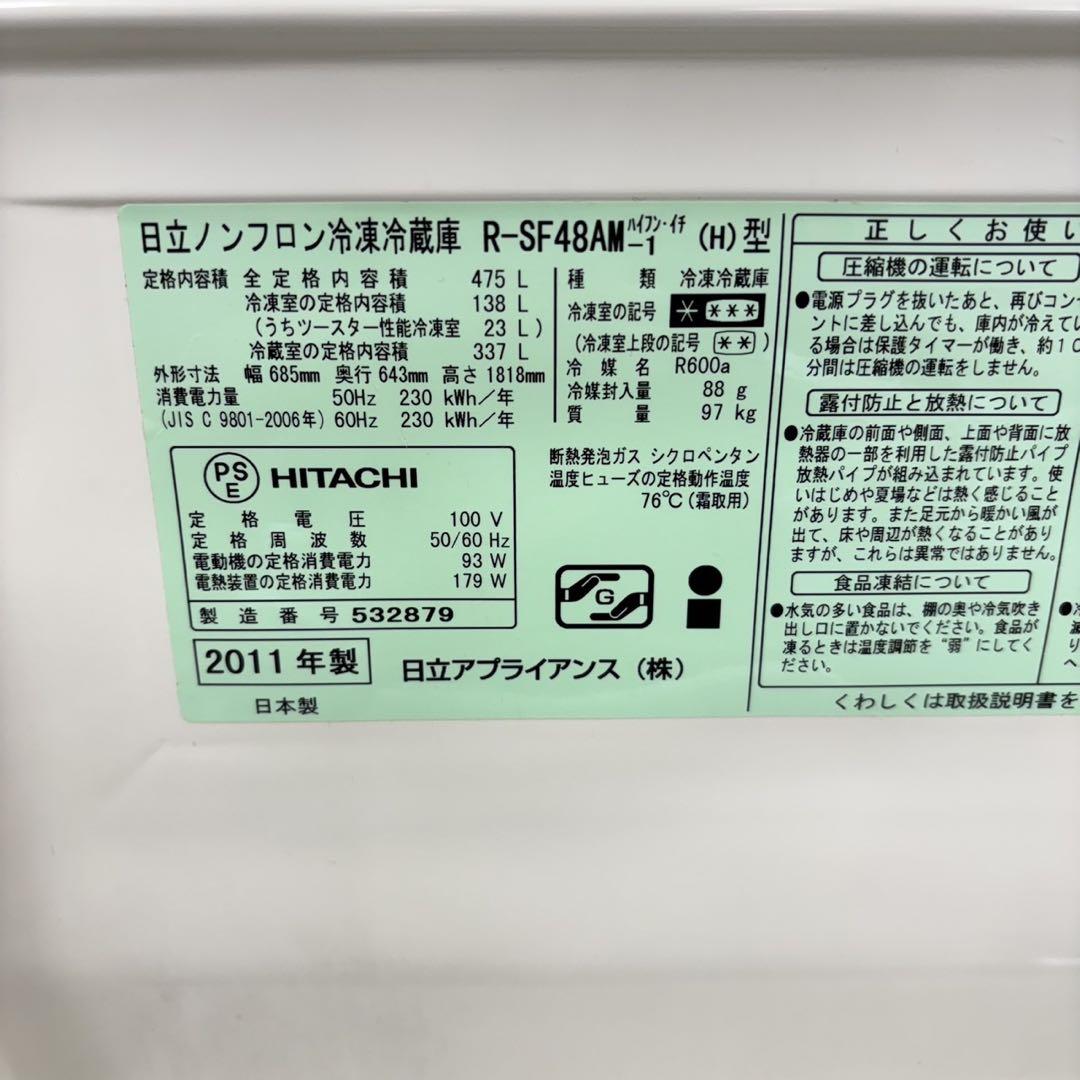 日立ノンフロン冷凍冷蔵庫 R-SF48AM-1 ハイフン・イチ (H)型
定格内容積 全定格内容積 475 L
冷凍室の定格内容積 138 L
(うちツースター性能冷凍室 23 L)
冷蔵室の定格内容積 337 L
外形寸法 幅 685mm 奥行 643mm 高さ 1818mm
消費電力量 50Hz 230 kWh/年
(JIS C 9801-2006年) 60Hz 230 kWh/年
種類 冷凍冷蔵庫
冷凍室の記号 * ***
(冷凍室上段の記号 **)
冷媒名 R600a
冷媒封入量 88 g
質量 97 kg
断熱発泡ガス シクロペンタン
温度ヒューズの定格動作温度
76℃(霜取用)
PS
E HITACHI
定格電圧 100 V
定格周波数 50/60 Hz
電動機の定格消費電力 93 W
電熱装置の定格消費電力 179 W
製造番号 532879
G
2011年製
日立アプライアンス(株)
日本製
正しくお使い
圧縮機の運転について
●電源プラグを抜いたあと、再びコンセ
ントに差し込んでも、庫内が冷えてい
る場合は保護タイマーが働き、約10
分間は圧縮機の運転をしません。
露付防止と放熱について
●冷蔵庫の前面や側面、上面や背面に放
熱器の一部を利用した露付防止パイプ
放熱パイプが組み込まれています。使
いはじめや夏場などは熱く感じること
があります。また足元から暖かい風が
出て、床や周辺が熱くなることがあり
ますが、これらは異常ではありません。
食品凍結について
●水気の多い食品は、棚の奥や冷気吹き
出し口に置かないでください。食品が
凍るときは温度調節を“弱”にしてく
ださい。
くわしくは取扱説明書を